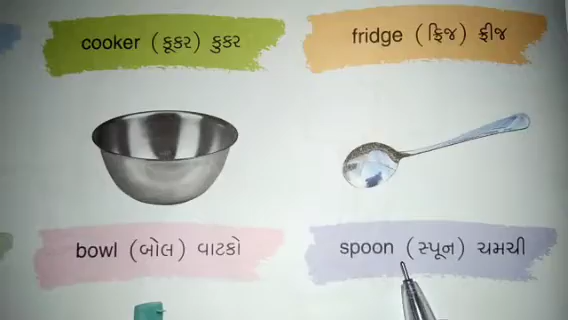 cooker (કૂકર) કુકર
fridge (ફ્રિજ) ફ્રીજ
bowl (બોલ) વાટકો
spoon (સ્પૂન) ચમચી